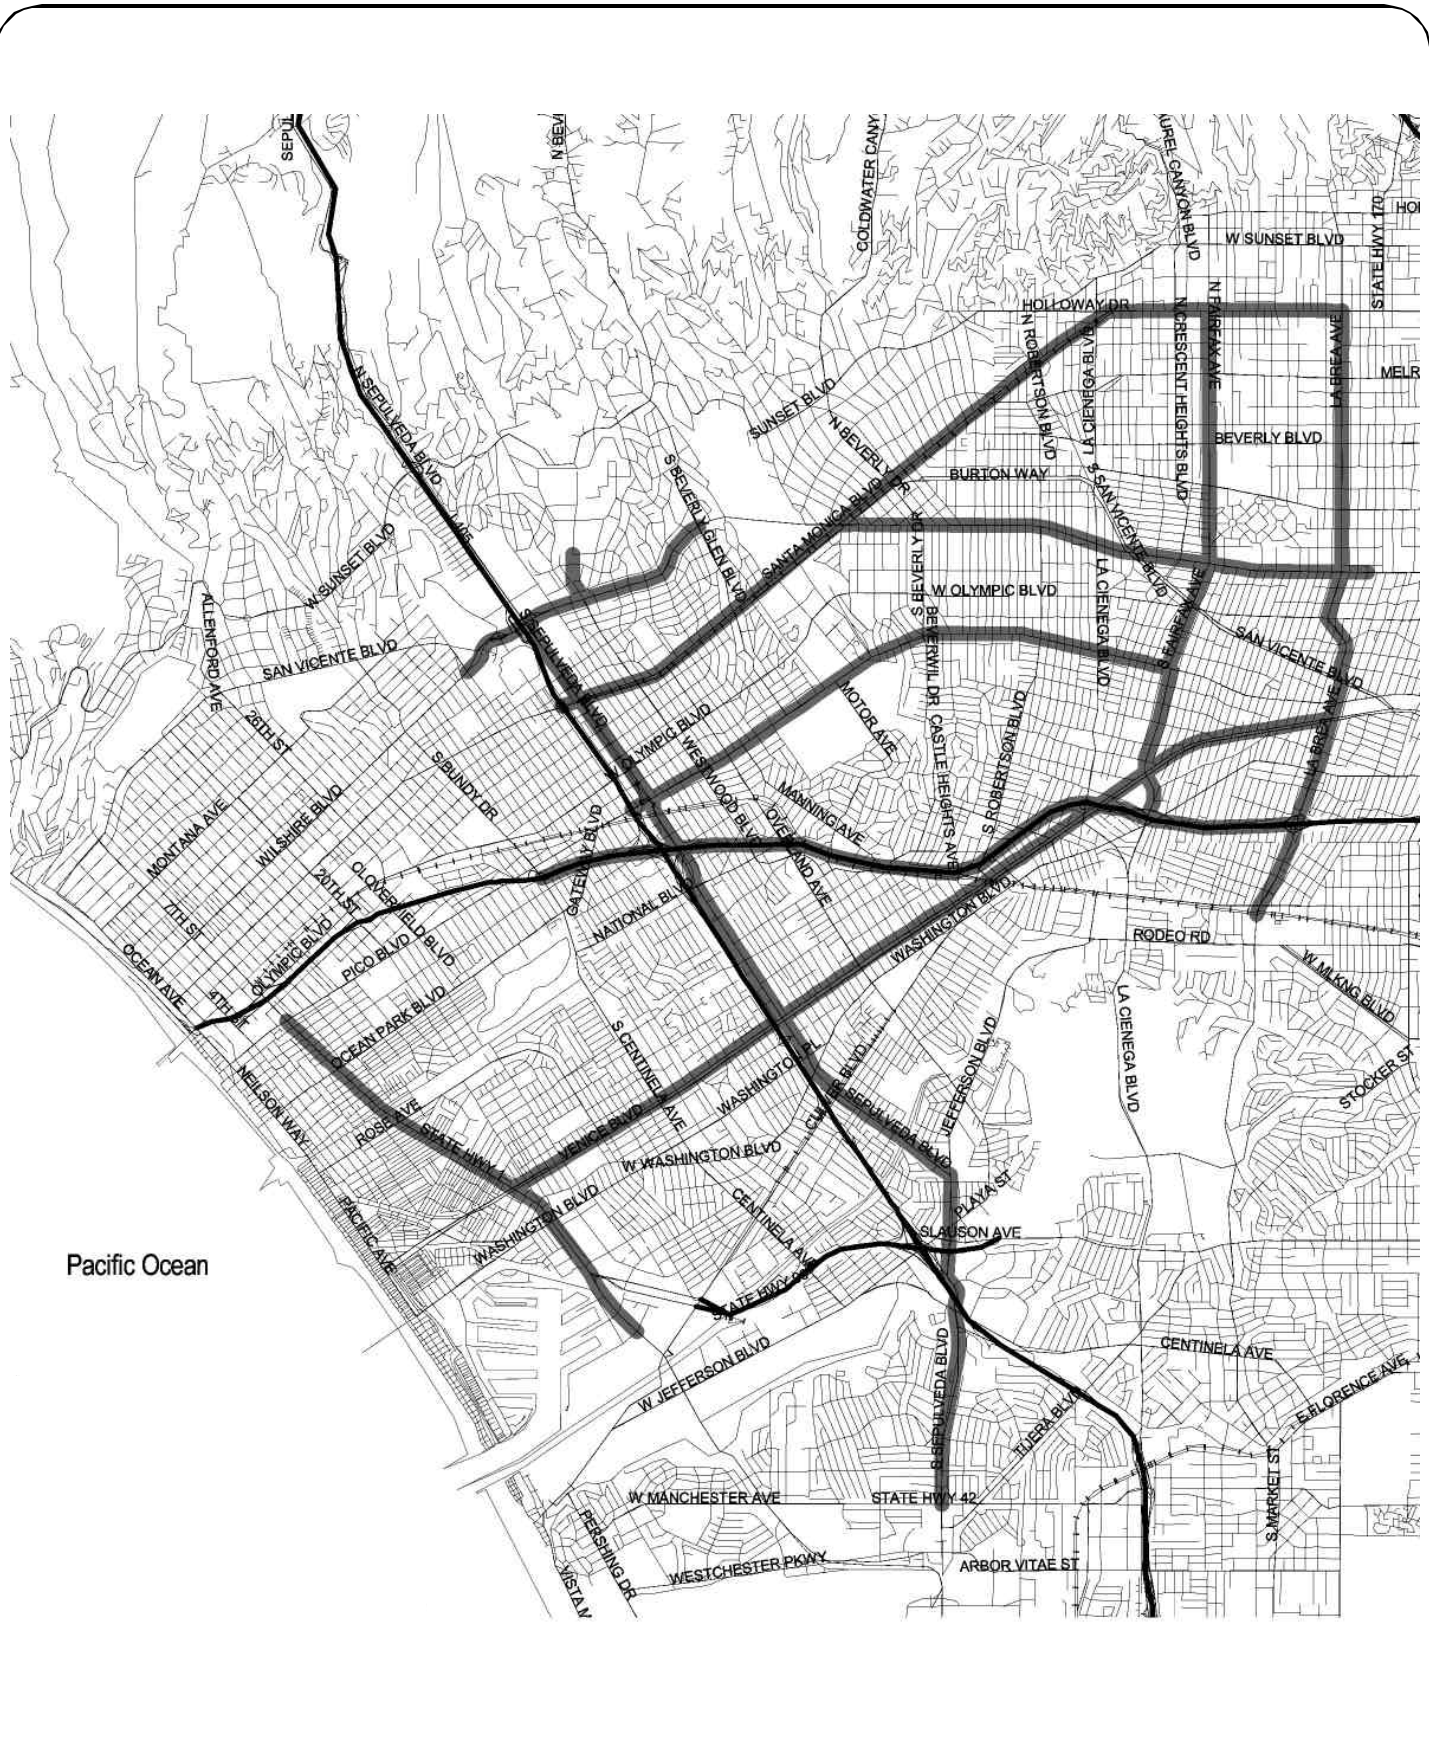 SEPUL
N BEV
COLDWATER CANY
UREL CANYON BLVD
STATE HWY 170
HO
W SUNSET BLVD
HOLLOWAY DR
N FAIRFAX AVE
N CRESCENT HEIGHTS BLVD
N ROBERTSON BLVD
LA CIENEGA BLVD
LA BREA AVE
MELR
N SEPULVEDA BLVD
SUNSET BLVD
N BEVERLY DR
BEVERLY BLVD
S BEVERLY GLEN BLVD
BURTON WAY
S SAN VICENTE BLVD
I-405
SANTA MONICA BLVD
W SUNSET BLVD
S BEVERLY DR
W OLYMPIC BLVD
LA CIENEGA BLVD
S FAIRFAX AVE
ALLENFORD AVE
SAN VICENTE BLVD
S SEPULVEDA BLVD
BEVERWIL DR
SAN VICENTE BLVD
26TH ST
S BUNDY DR
W OLYMPIC BLVD
WESTWOOD BLVD
MOTOR AVE
CASTLE HEIGHTS AVE
S ROBERTSON BLVD
LA BREA AVE
MONTANA AVE
WILSHIRE BLVD
MANNING AVE
OVERLAND AVE
GATEWAY BLVD
20TH ST
CLOVERFIELD BLVD
7TH ST
NATIONAL BLVD
WASHINGTON BLVD
RODEO RD
OCEAN AVE
OLYMPIC BLVD
PICO BLVD
4TH ST
W MLKNG BLVD
OCEAN PARK BLVD
LA CIENEGA BLVD
S CENTINELA AVE
JEFFERSON BLVD
STOCKER ST
NEILSON WAY
WASHINGTON PL
CULVER BLVD
ROSE AVE
SEPULVEDA BLVD
STATE HWY 1
VENICE BLVD
W WASHINGTON BLVD
PLAYA ST
PACIFIC AVE
WASHINGTON BLVD
CENTINELA AVE
SLAUSON AVE
Pacific Ocean
STATE HWY 90
CENTINELA AVE
W JEFFERSON BLVD
S SEPULVEDA BLVD
E FLORENCE AVE
TIJERA BLVD
S MARKET ST
W MANCHESTER AVE
STATE HWY 42
PERSHING DR
WESTCHESTER PKWY
ARBOR VITAE ST
VISTA